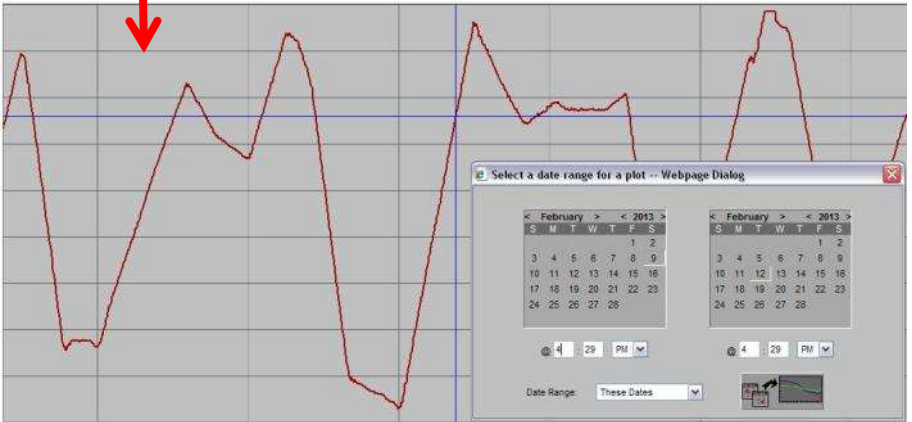 Select a date range for a plot -- Webpage Dialog
< February > < 2013 >
S M T W T F S
1 2
3 4 5 6 7 8 9
10 11 12 13 14 15 16
17 18 19 20 21 22 23
24 25 26 27 28
< February > < 2013 >
S M T W T F S
1 2
3 4 5 6 7 8 9
10 11 12 13 14 15 16
17 18 19 20 21 22 23
24 25 26 27 28
@ 4 : 29 PM
@ 4 : 29 PM
Date Range: These Dates